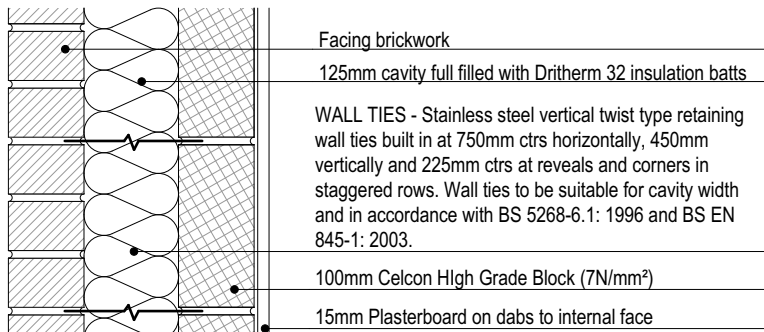 Facing brickwork
125mm cavity full filled with Dritherm 32 insulation batts
WALL TIES - Stainless steel vertical twist type retaining
wall ties built in at 750mm ctrs horizontally, 450mm
vertically and 225mm ctrs at reveals and corners in
staggered rows. Wall ties to be suitable for cavity width
and in accordance with BS 5268-6.1: 1996 and BS EN
845-1: 2003.
100mm Celcon HIgh Grade Block (7N/mm²)
15mm Plasterboard on dabs to internal face